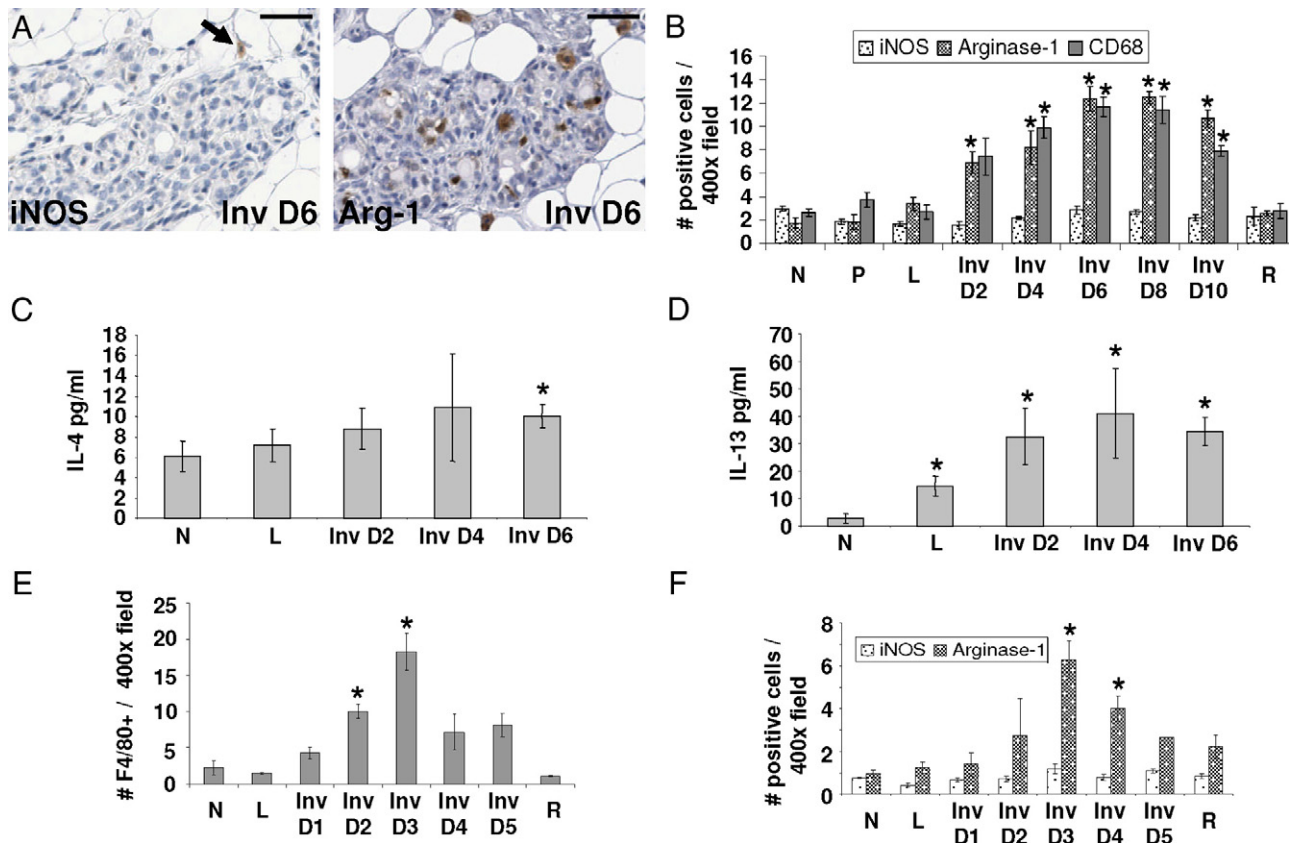 A
iNOS
Inv D6
Arg-1
Inv D6
B
iNOS Arginase-1 CD68
# positive cells /
400x field
16
14
12
10
8
6
4
2
0
* * * * * * * * *
N P L Inv D2 Inv D4 Inv D6 Inv D8 Inv D10 R
C
IL-4 pg/ml
18
16
14
12
10
8
6
4
2
0
*
N L Inv D2 Inv D4 Inv D6
D
IL-13 pg/ml
70
60
50
40
30
20
10
0
* * * *
N L Inv D2 Inv D4 Inv D6
E
# F4/80+ / 400x field
25
20
15
10
5
0
* *
N L Inv D1 Inv D2 Inv D3 Inv D4 Inv D5 R
F
iNOS Arginase-1
# positive cells /
400x field
8
6
4
2
0
* *
N L Inv D1 Inv D2 Inv D3 Inv D4 Inv D5 R